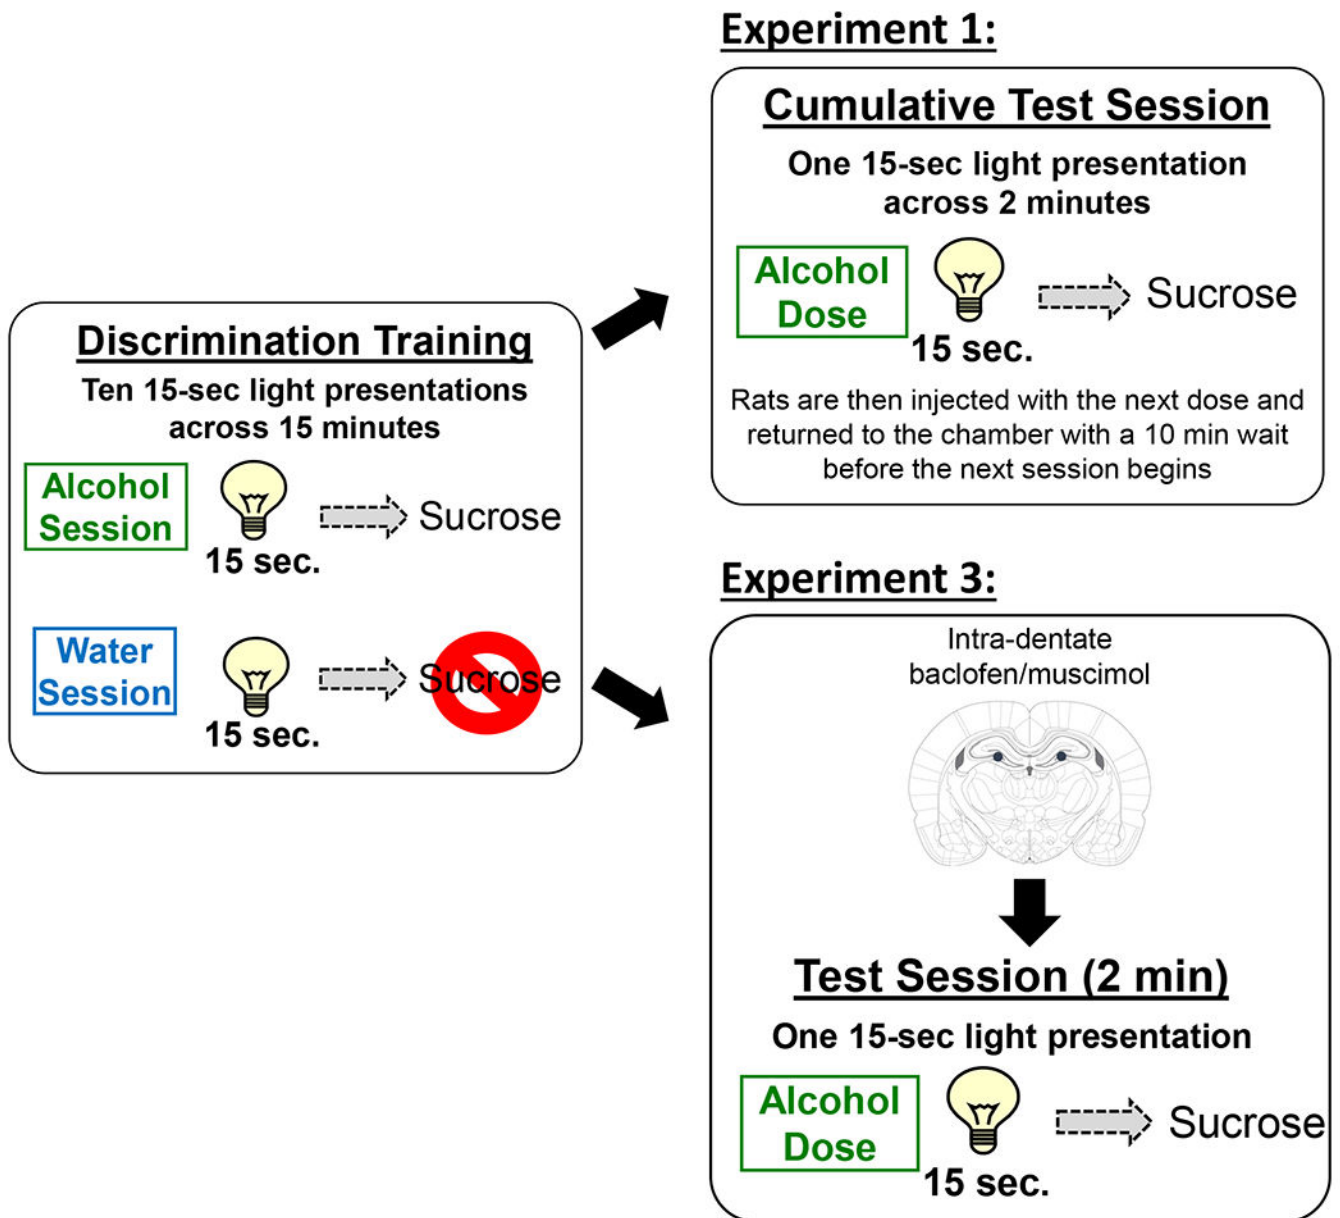 Discrimination Training
Ten 15-sec light presentations
across 15 minutes
Alcohol
Session
15 sec.
Sucrose
Water
Session
15 sec.
Sucrose
Experiment 1:
Cumulative Test Session
One 15-sec light presentation
across 2 minutes
Alcohol
Dose
15 sec.
Sucrose
Rats are then injected with the next dose and
returned to the chamber with a 10 min wait
before the next session begins
Experiment 3:
Intra-dentate
baclofen/muscimol
Test Session (2 min)
One 15-sec light presentation
Alcohol
Dose
15 sec.
Sucrose